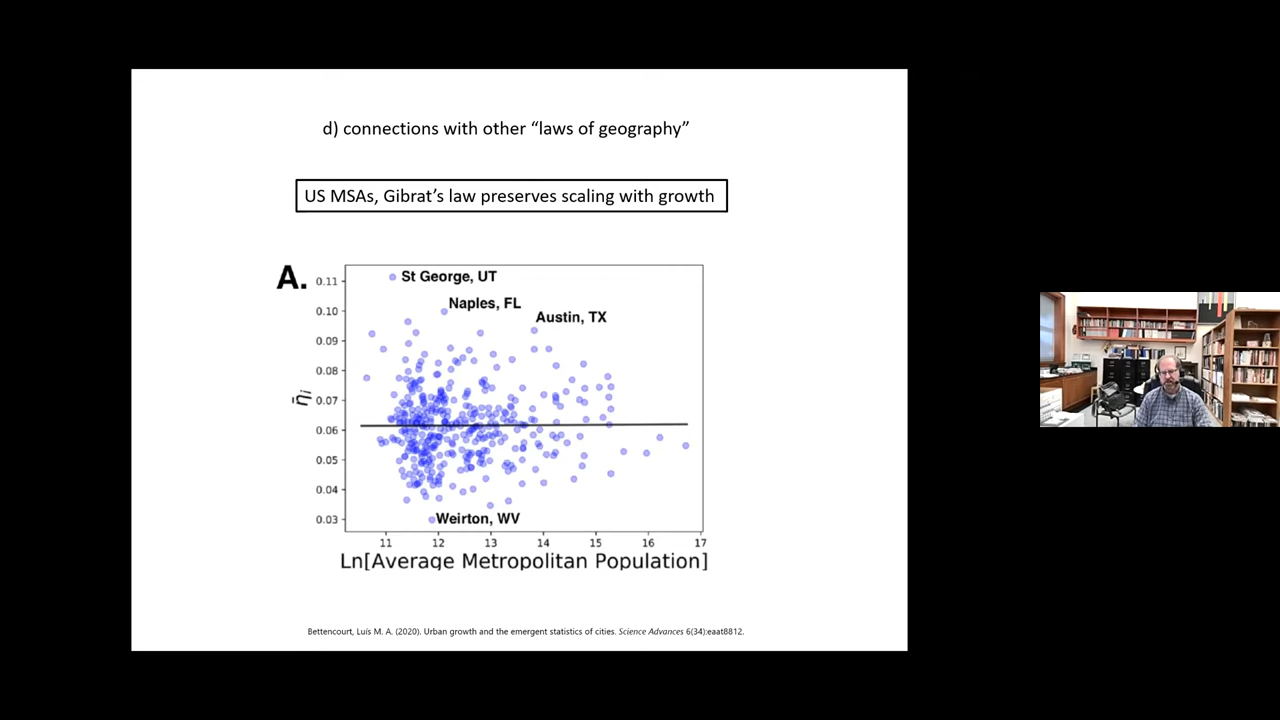 d) connections with other “laws of geography”
US MSAs, Gibrat’s law preserves scaling with growth
A.
St George, UT
Naples, FL
Austin, TX
Weirton, WV
0.11
0.10
0.09
0.08
0.07
0.06
0.05
0.04
0.03
η̄i
11 12 13 14 15 16 17
Ln[Average Metropolitan Population]
Bettencourt, Luís M. A. (2020). Urban growth and the emergent statistics of cities. Science Advances 6(34):eaat8812.